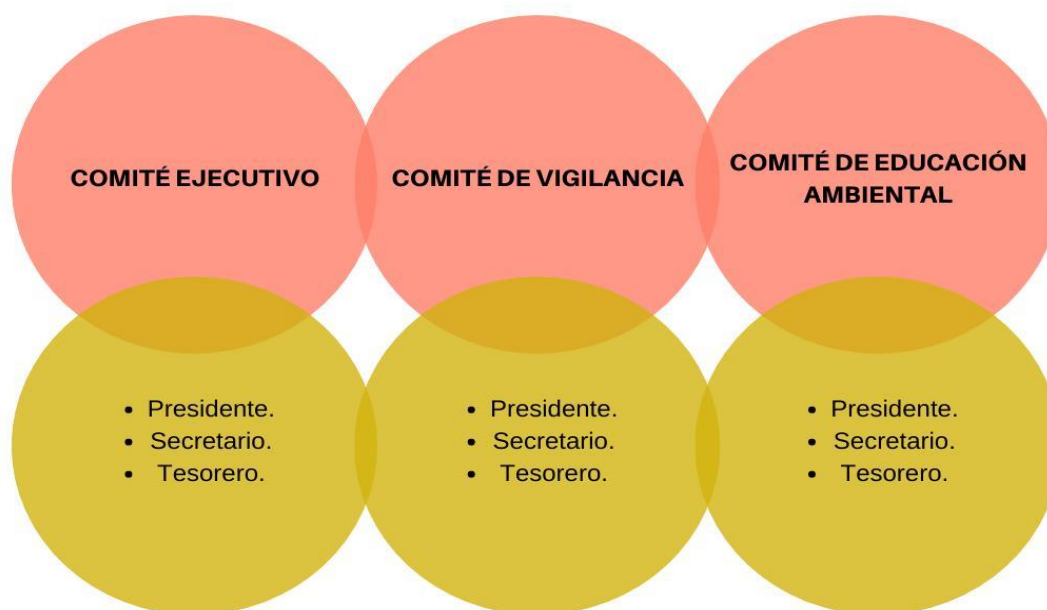 COMITÉ EJECUTIVO
COMITÉ DE VIGILANCIA
COMITÉ DE EDUCACIÓN
AMBIENTAL
• Presidente.
• Secretario.
• Tesorero.
• Presidente.
• Secretario.
• Tesorero.
• Presidente.
• Secretario.
• Tesorero.